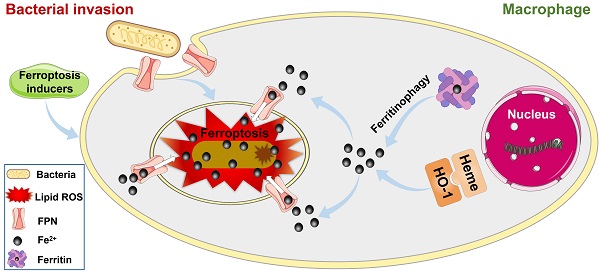 Bacterial invasion
Macrophage
Ferroptosis
inducers
Ferroptosis
Ferritinophagy
Nucleus
HO-1
Heme
Bacteria
Lipid ROS
FPN
Fe²⁺
Ferritin